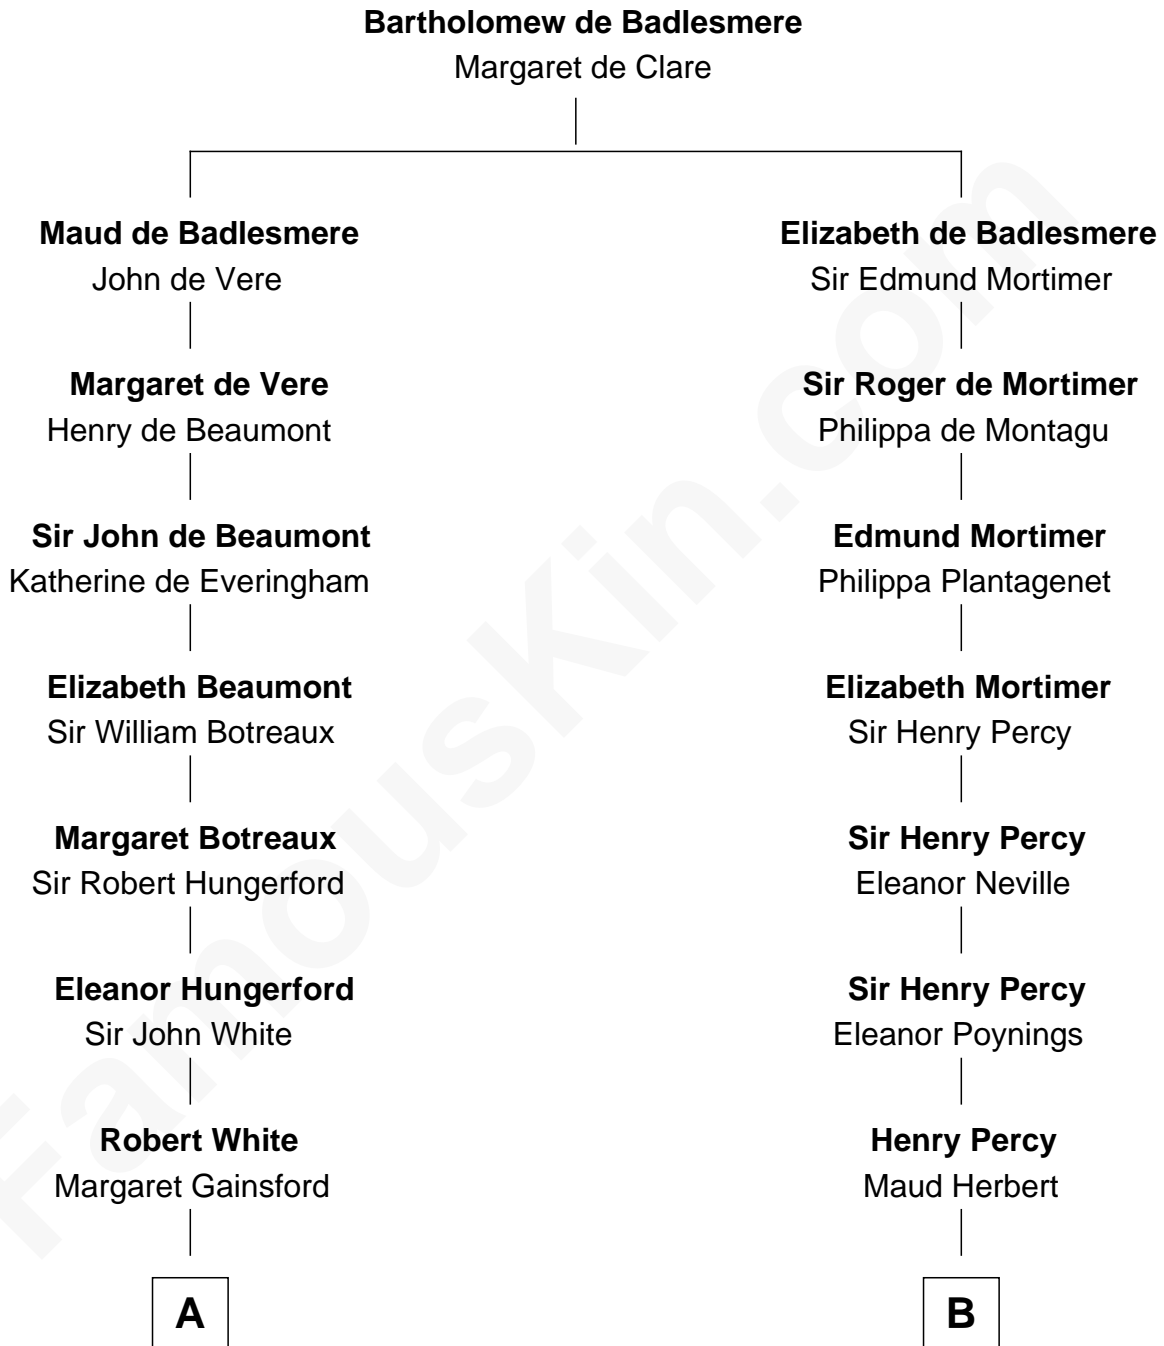 Bartholomew de Badlesmere
Margaret de Clare
Maud de Badlesmere
John de Vere
Margaret de Vere
Henry de Beaumont
Sir John de Beaumont
Katherine de Everingham
Elizabeth Beaumont
Sir William Botreaux
Margaret Botreaux
Sir Robert Hungerford
Eleanor Hungerford
Sir John White
Robert White
Margaret Gainsford
A
Elizabeth de Badlesmere
Sir Edmund Mortimer
Sir Roger de Mortimer
Philippa de Montagu
Edmund Mortimer
Philippa Plantagenet
Elizabeth Mortimer
Sir Henry Percy
Sir Henry Percy
Eleanor Neville
Sir Henry Percy
Eleanor Poynings
Henry Percy
Maud Herbert
B
FamousKin.com